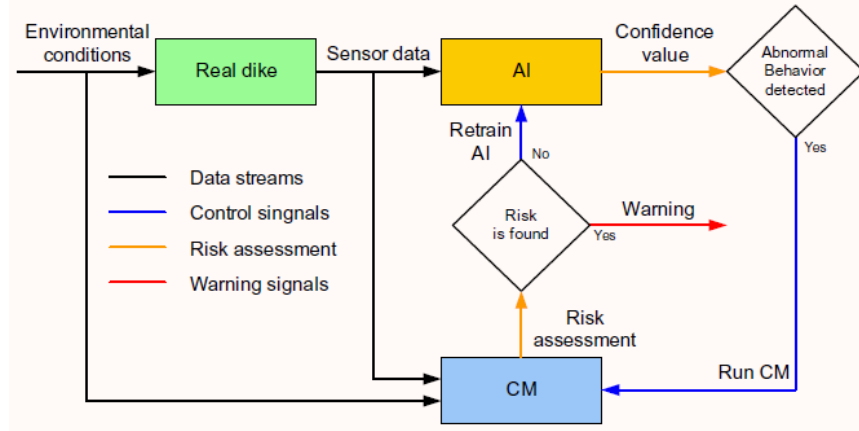 Environmental
conditions
Real dike
Sensor data
AI
Confidence
value
Abnormal
Behavior
detected
Yes
Retrain
AI
No
Data streams
Control singnals
Risk assessment
Warning signals
Risk
is found
Yes
Warning
Risk
assessment
Run CM
CM